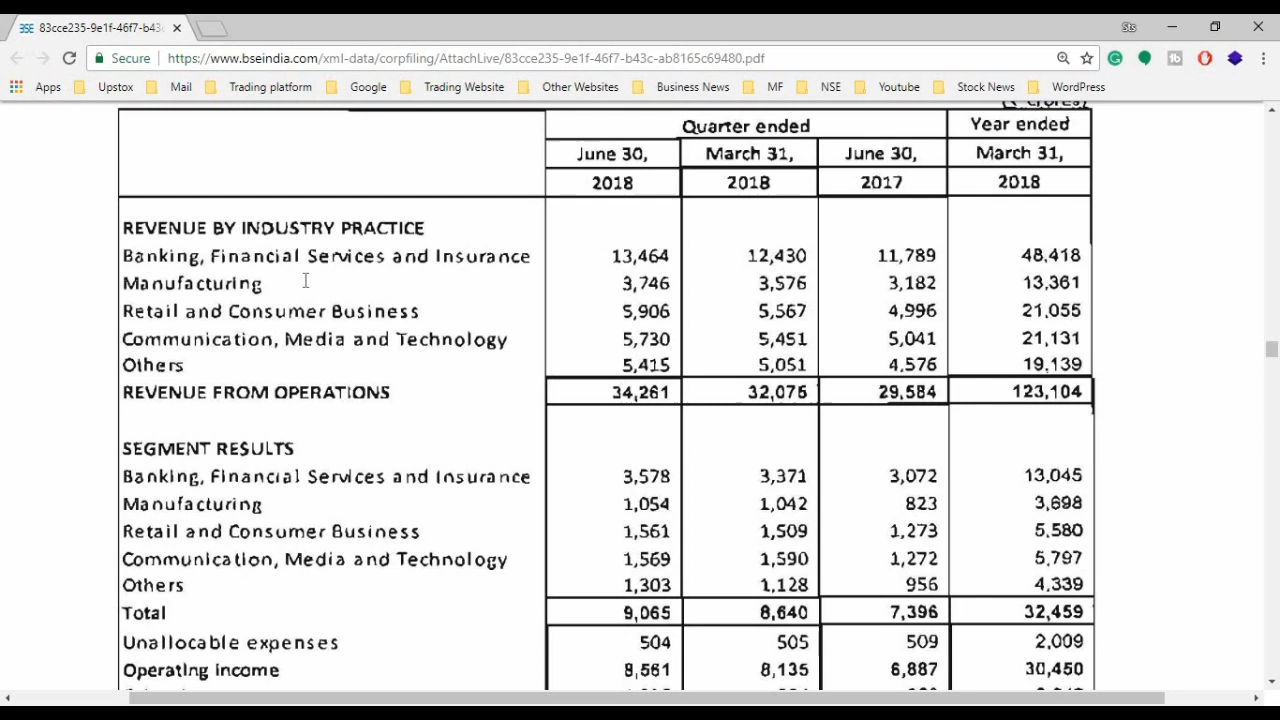 83cce235-9e1f-46f7-b43c
Sts
Secure https://www.bseindia.com/xml-data/corpfiling/AttachLive/83cce235-9e1f-46f7-b43c-ab8165c69480.pdf
Apps Upstox Mail Trading platform Google Trading Website Other Websites Business News MF NSE Youtube Stock News WordPress
Quarter ended Year ended
June 30, March 31, June 30, March 31,
2018 2018 2017 2018
REVENUE BY INDUSTRY PRACTICE
Banking, Financial Services and Insurance 13,464 12,430 11,789 48,418
Manufacturing 3,746 3,576 3,182 13,361
Retail and Consumer Business 5,906 5,567 4,996 21,055
Communication, Media and Technology 5,730 5,451 5,041 21,131
Others 5,415 5,051 4,576 19,139
REVENUE FROM OPERATIONS 34,261 32,075 29,584 123,104
SEGMENT RESULTS
Banking, Financial Services and Insurance 3,578 3,371 3,072 13,045
Manufacturing 1,054 1,042 823 3,698
Retail and Consumer Business 1,561 1,509 1,273 5,580
Communication, Media and Technology 1,569 1,590 1,272 5,797
Others 1,303 1,128 956 4,339
Total 9,065 8,640 7,396 32,459
Unallocable expenses 504 505 509 2,009
Operating income 8,561 8,135 6,887 30,450